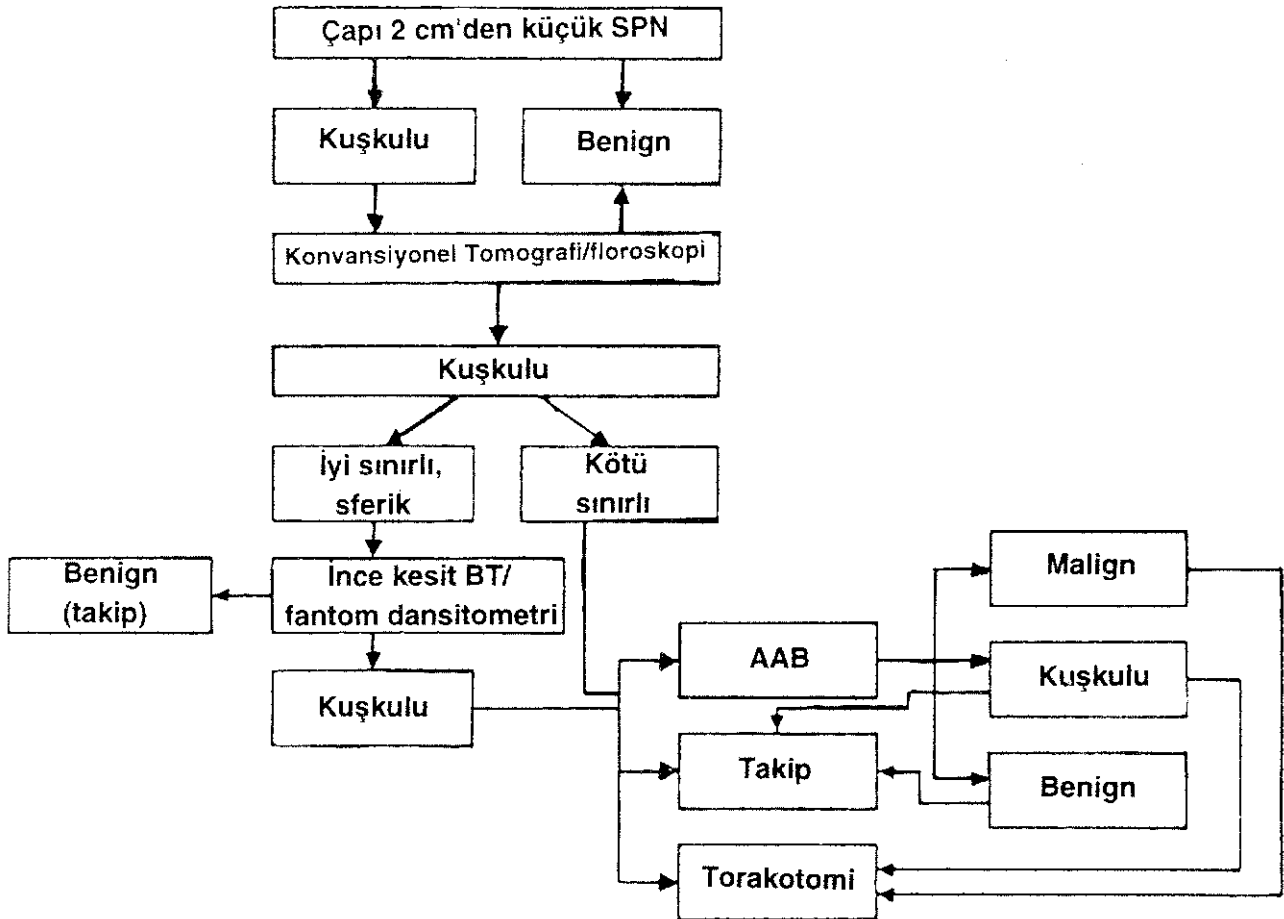 Çapı 2 cm'den küçük SPN
Kuşkulu
Benign
Konvansiyonel Tomografi/floroskopi
Kuşkulu
İyi sınırlı,
sferik
Kötü
sınırlı
Benign
(takip)
İnce kesit BT/
fantom dansitometri
Kuşkulu
AAB
Takip
Torakotomi
Malign
Kuşkulu
Benign